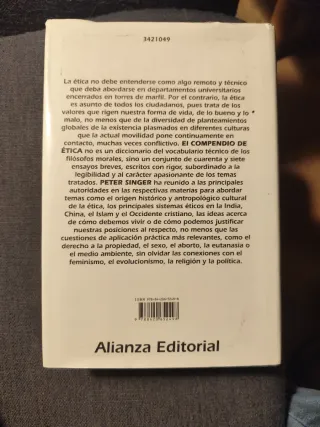 3421049
La ética no debe entenderse como algo remoto y técnico
que deba abordarse en departamentos universitarios
encerrados en torres de marfil. Por el contrario, la ética
es asunto de todos los ciudadanos, pues trata de los
valores que rigen nuestra forma de vida, de lo bueno y lo
malo, no menos que de la diversidad de planteamientos
globales de la existencia plasmados en diferentes culturas
que la actual movilidad pone continuamente en
contacto, muchas veces conflictivo. El COMPENDIO DE
ÉTICA no es un diccionario del vocabulario técnico de los
filósofos morales, sino un conjunto de cuarenta y siete
ensayos breves, escritos con rigor, subordinado a la
legibilidad y al carácter apasionante de los temas
tratados. PETER SINGER ha reunido a las principales
autoridades en las respectivas materias para abordar
temas como el origen histórico y antropológico cultural
de la ética, los principales sistemas éticos en la India,
China, el Islam y el Occidente cristiano, las ideas acerca
de cómo debemos vivir o de cómo podemos justificar
nuestras posiciones al respecto, no menos que las
cuestiones de aplicación práctica más relevantes, como el
derecho a la propiedad, el sexo, el aborto, la eutanasia o
el medio ambiente, sin olvidar las conexiones con el
feminismo, el evolucionismo, la religión y la política.
Alianza Editorial